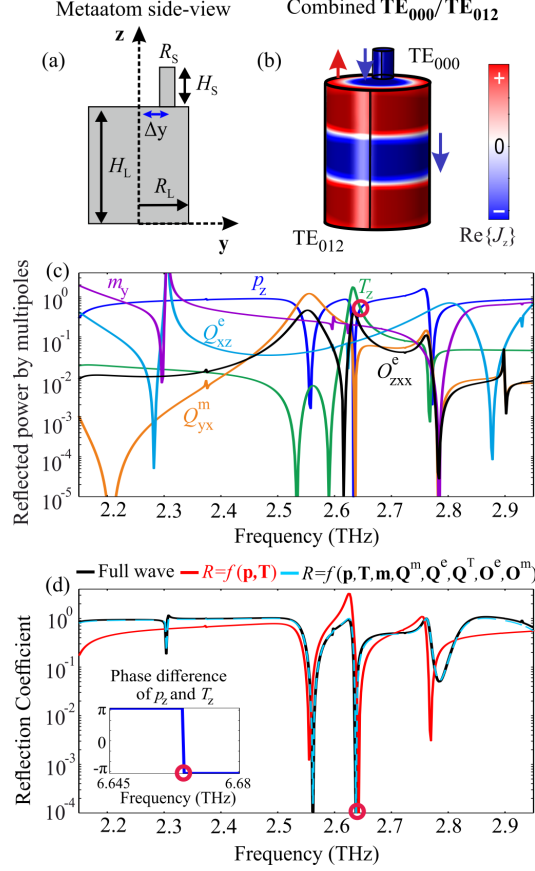 Metaatom side-view
Combined TE000/TE012
(a)
z
RS
HS
Δy
HL
RL
y
(b)
TE000
TE012
+
0
−
Re{Jz}
(c)
my
pz
Tz
Qexz
Oezxx
Qmyx
Reflected power by multipoles
10^0
10^-1
10^-2
10^-3
10^-4
10^-5
2.2 2.3 2.4 2.5 2.6 2.7 2.8 2.9
Frequency (THz)
Full wave R=f(p,T) R=f(p,T,m,Q^m,Q^e,Q^T,O^e,O^m)
(d)
Reflection Coefficient
10^0
10^-1
10^-2
10^-3
10^-4
Phase difference
of pz and Tz
π
0
-π
6.645 6.68
Frequency (THz)
2.2 2.3 2.4 2.5 2.6 2.7 2.8 2.9
Frequency (THz)